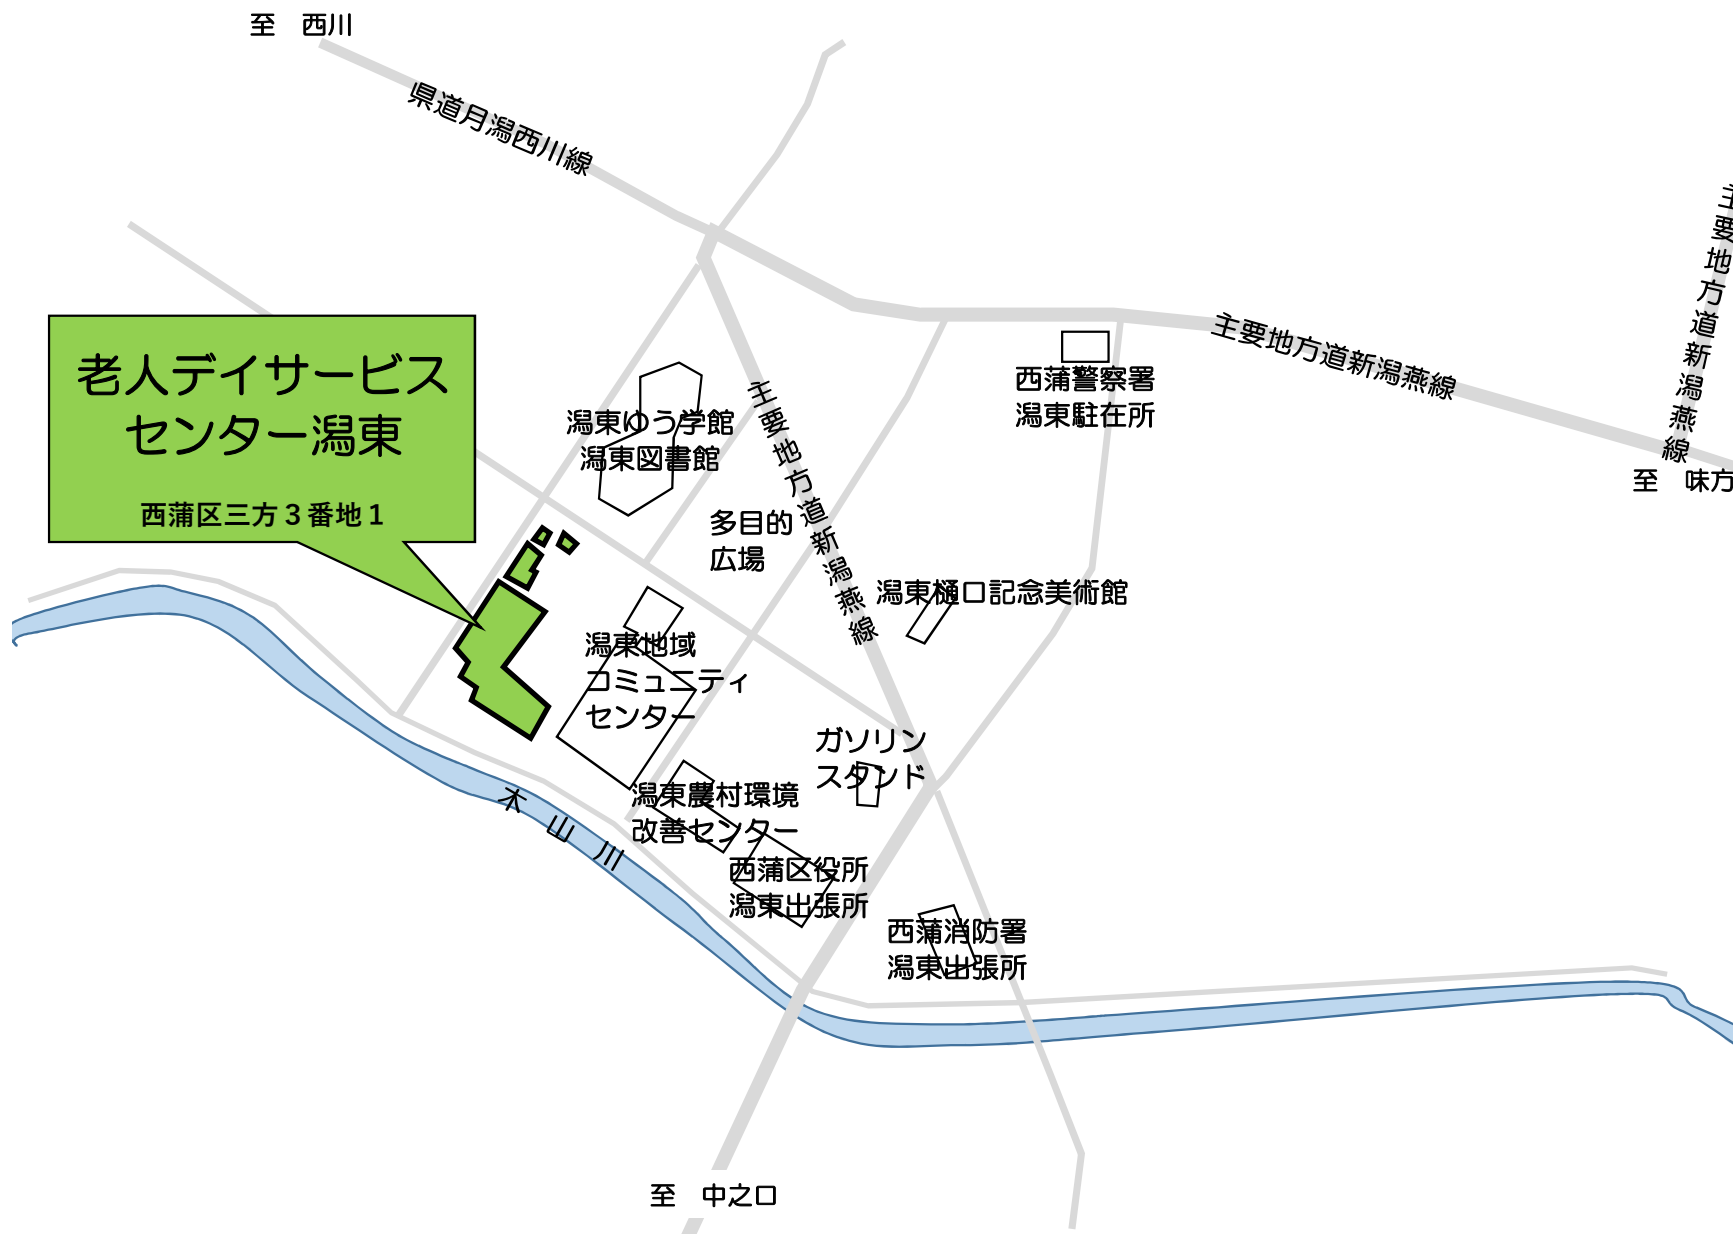 至　西川
県道月潟西川線
主要地方道新潟燕線
主要地方道新潟燕線
至　味方
老人デイサービス
センター潟東
西蒲区三方３番地１
西蒲警察署
潟東駐在所
潟東ゆう学館
潟東図書館
主要地方道新潟燕線
多目的
広場
潟東樋口記念美術館
潟東地域
コミュニティ
センター
ガソリン
スタンド
潟東農村環境
改善センター
木山川
西蒲区役所
潟東出張所
西蒲消防署
潟東出張所
至　中之口